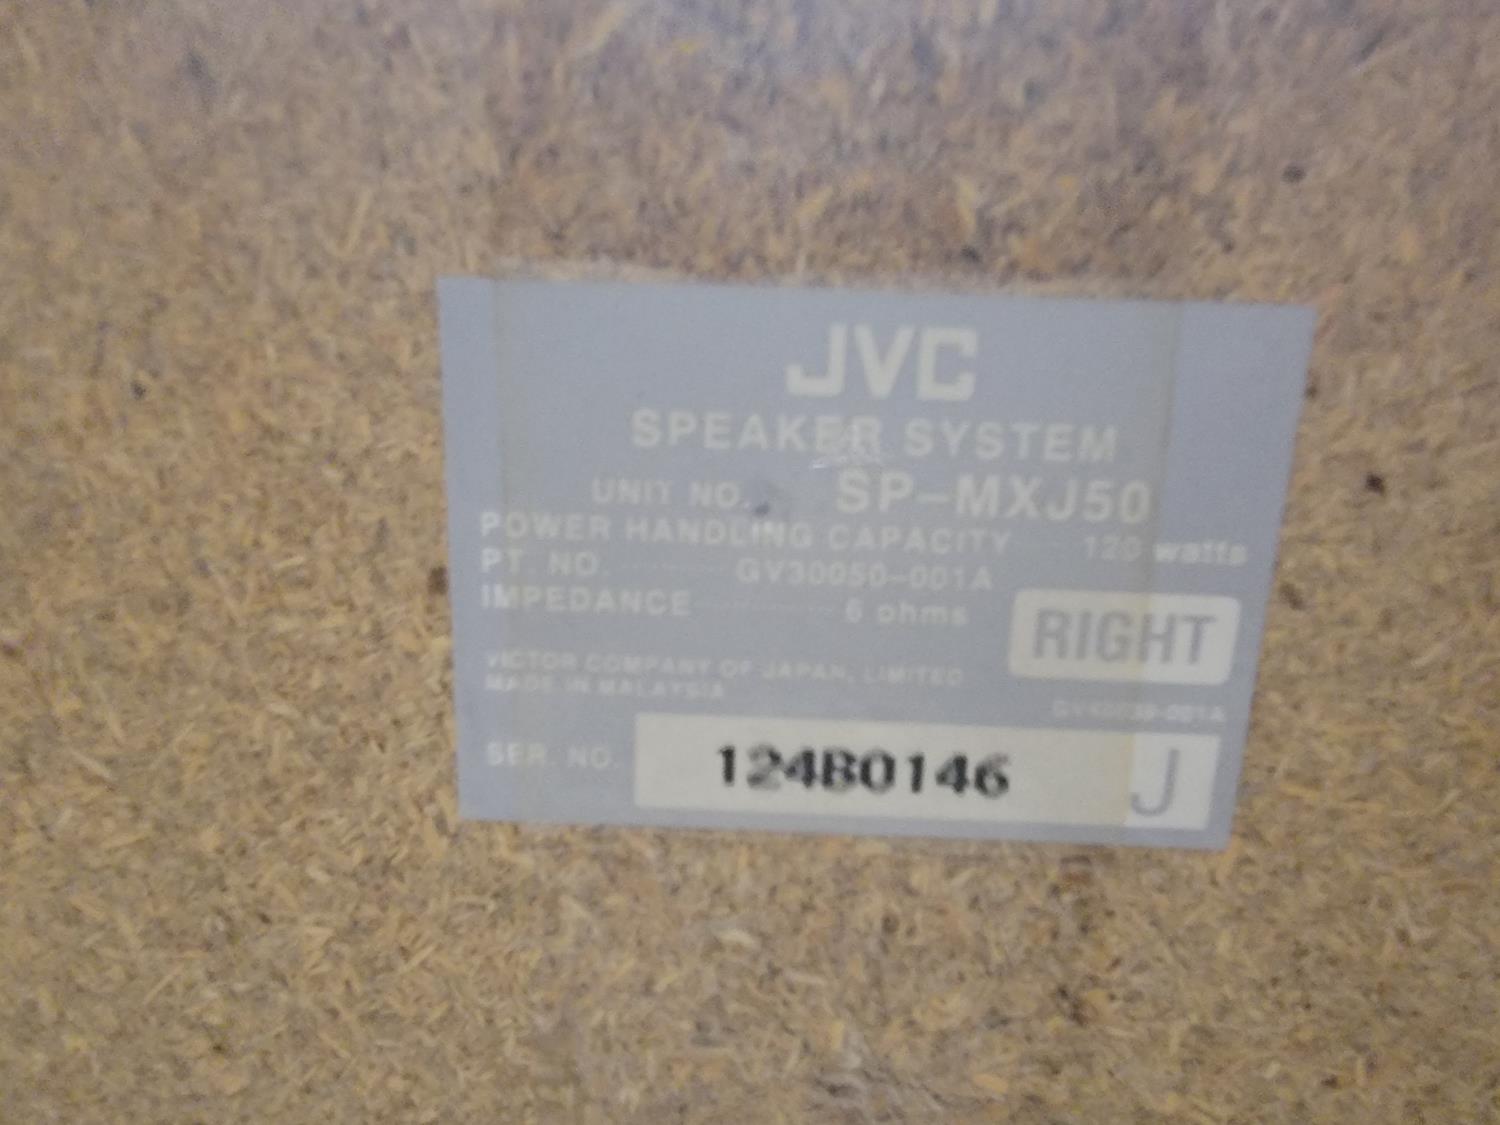 JVC
SPEAKER SYSTEM
UNIT NO. SP-MXJ50
POWER HANDLING CAPACITY 120 watts
PT. NO. GV30050-001A
IMPEDANCE 6 ohms
RIGHT
VICTOR COMPANY OF JAPAN, LIMITED
MADE IN MALAYSIA
SER. NO. 124B0146 J